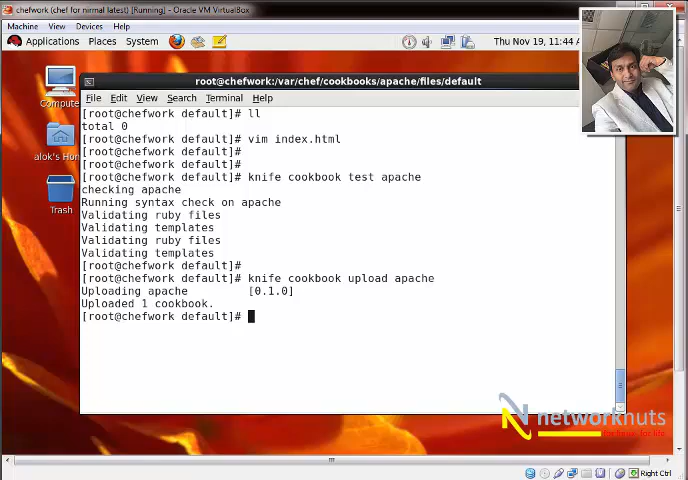 chefwork (chef for nirmal latest) [Running] - Oracle VM VirtualBox
Machine View Devices Help
Applications Places System Thu Nov 19, 11:44 A
root@chefwork:/var/chef/cookbooks/apache/files/default
File Edit View Search Terminal Help
Compute
alok's Hom
Trash
[root@chefwork default]# ll
total 0
[root@chefwork default]# vim index.html
[root@chefwork default]#
[root@chefwork default]#
[root@chefwork default]# knife cookbook test apache
checking apache
Running syntax check on apache
Validating ruby files
Validating templates
Validating ruby files
Validating templates
[root@chefwork default]#
[root@chefwork default]# knife cookbook upload apache
Uploading apache [0.1.0]
Uploaded 1 cookbook.
[root@chefwork default]#
networknuts
for life
Right Ctrl